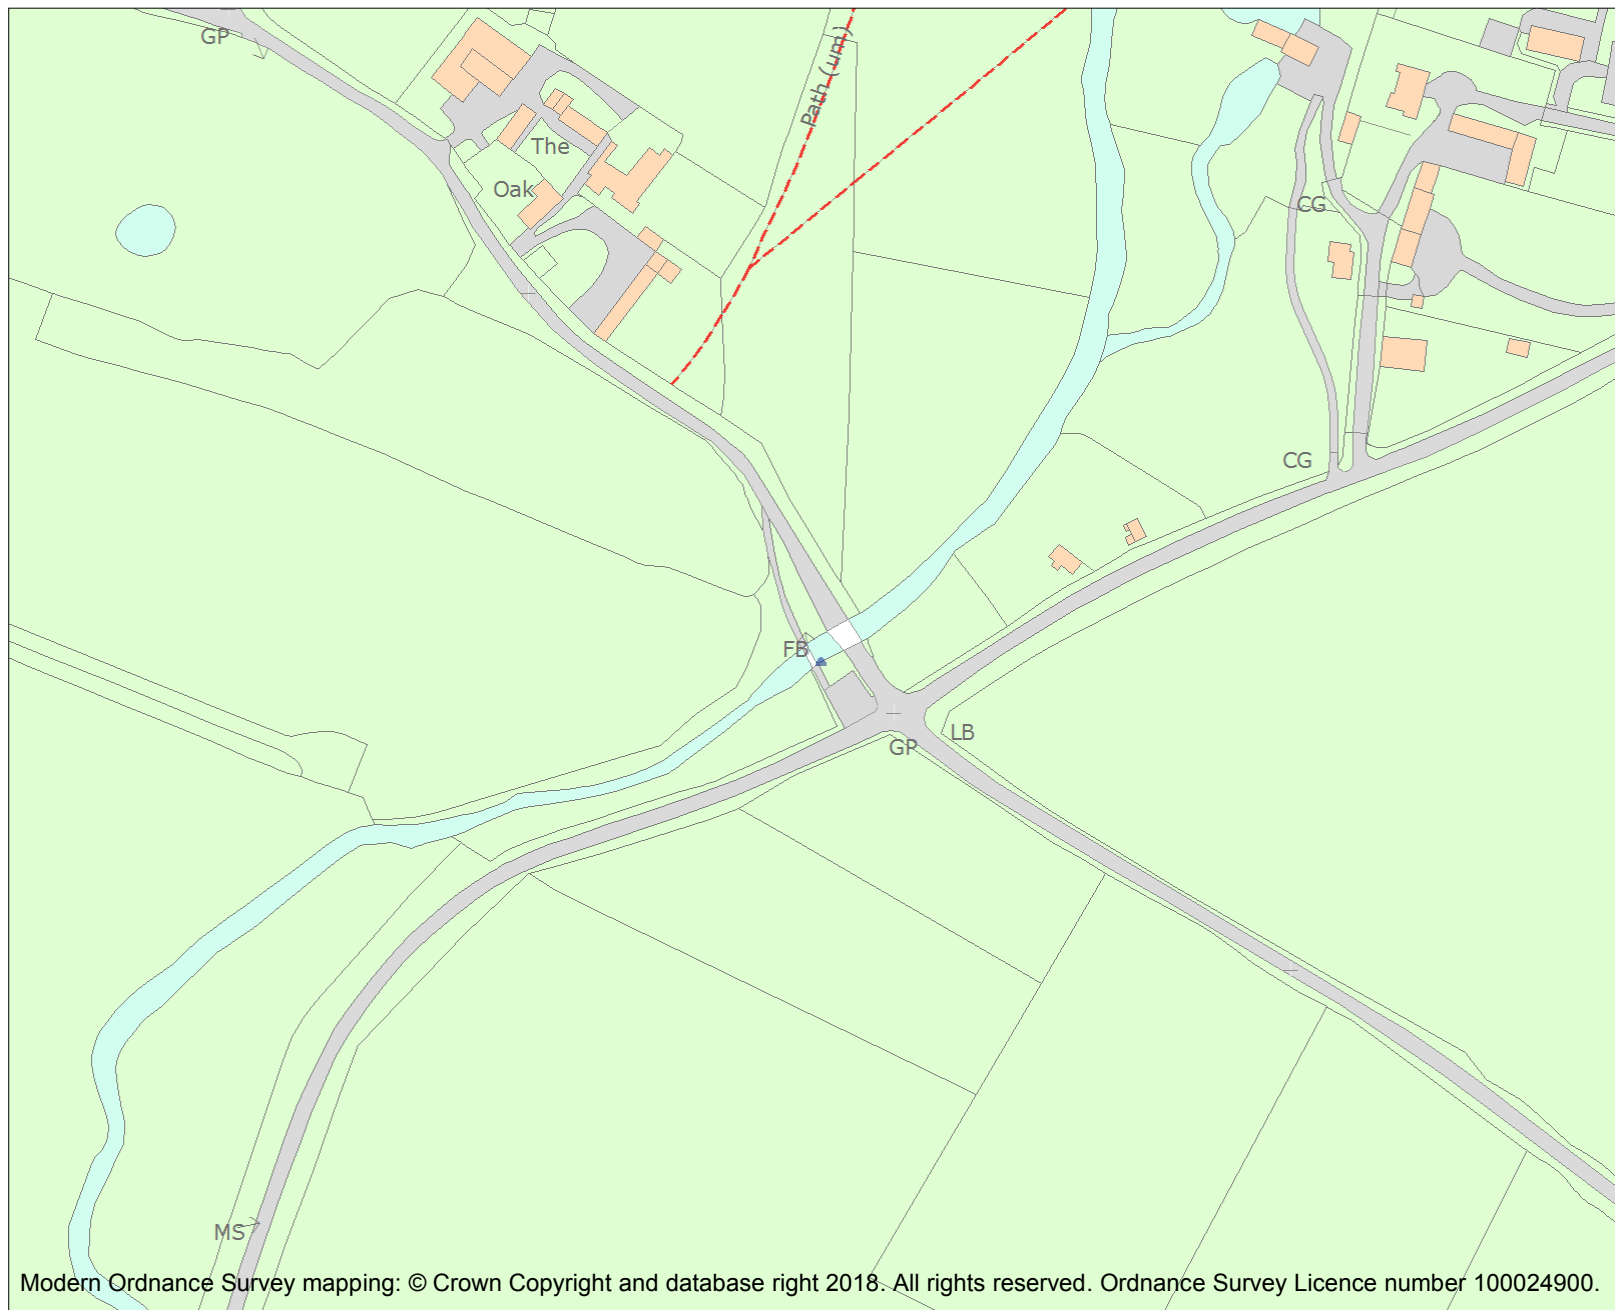 GP
Path (um)
The
Oak
CG
CG
FB
LB
GP
MS
Modern Ordnance Survey mapping: © Crown Copyright and database right 2018. All rights reserved. Ordnance Survey Licence number 100024900.